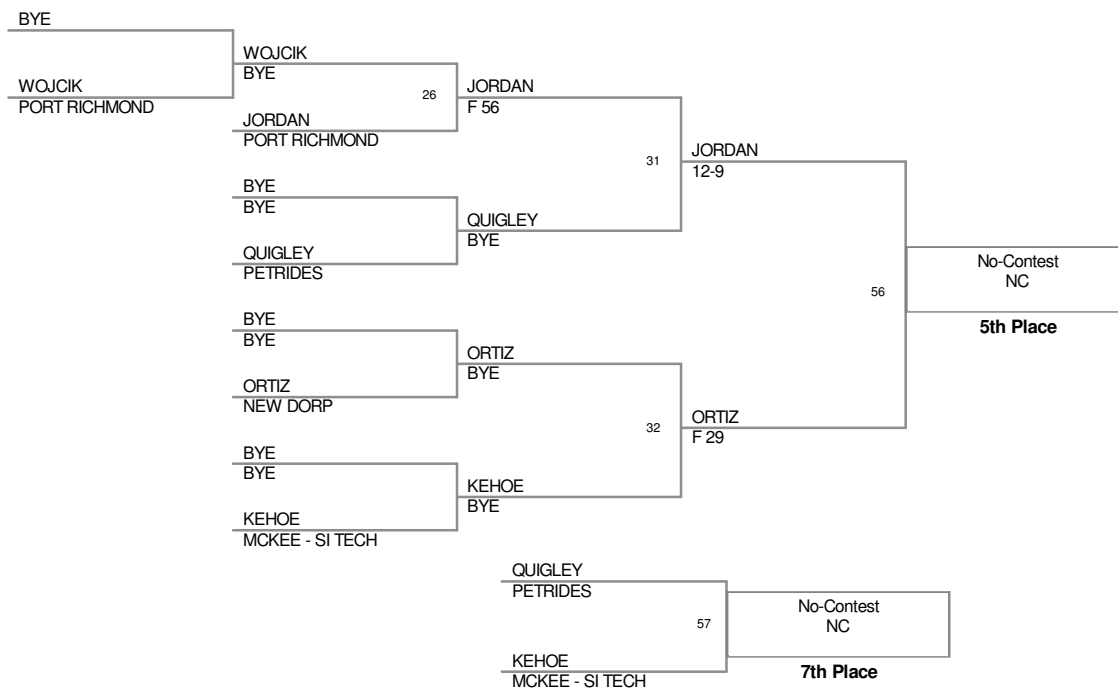 BYE
WOJCIK
PORT RICHMOND
WOJCIK
BYE
26
JORDAN
PORT RICHMOND
JORDAN
F 56
BYE
BYE
QUIGLEY
PETRIDES
QUIGLEY
BYE
31
JORDAN
12-9
BYE
BYE
ORTIZ
NEW DORP
ORTIZ
BYE
BYE
BYE
KEHOE
MCKEE - SI TECH
KEHOE
BYE
32
ORTIZ
F 29
56
No-Contest
NC
5th Place
QUIGLEY
PETRIDES
57
KEHOE
MCKEE - SI TECH
No-Contest
NC
7th Place